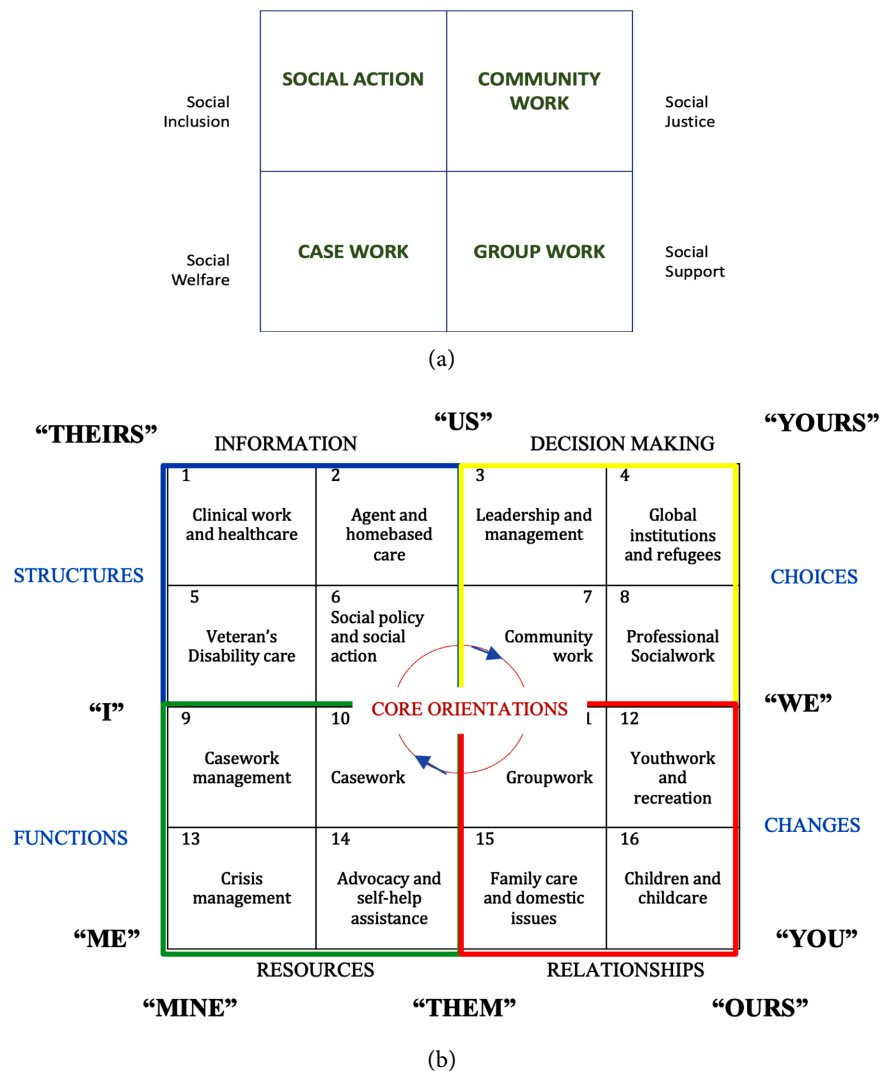 SOCIAL ACTION
COMMUNITY
WORK
Social
Inclusion
Social
Justice
CASE WORK
GROUP WORK
Social
Welfare
Social
Support
(a)
“THEIRS”
“US”
“YOURS”
INFORMATION
DECISION MAKING
1
Clinical work
and healthcare
2
Agent and
homebased
care
3
Leadership and
management
4
Global
institutions
and refugees
STRUCTURES
CHOICES
5
Veteran’s
Disability care
6
Social policy
and social
action
7
Community
work
8
Professional
Socialwork
“I”
CORE ORIENTATIONS
“WE”
9
Casework
management
10
Casework
1
Groupwork
12
Youthwork
and
recreation
FUNCTIONS
CHANGES
13
Crisis
management
14
Advocacy and
self-help
assistance
15
Family care
and domestic
issues
16
Children and
childcare
“ME”
“YOU”
RESOURCES
RELATIONSHIPS
“MINE”
“THEM”
“OURS”
(b)